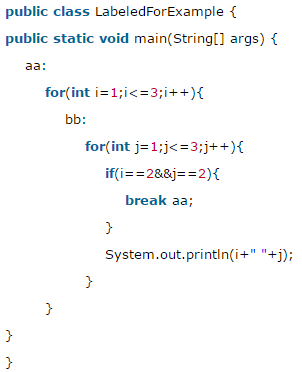 public class LabeledForExample {
public static void main(String[] args) {
aa:
for(int i=1;i<=3;i++){
bb:
for(int j=1;j<=3;j++){
if(i==2&&j==2){
break aa;
}
System.out.println(i+" "+j);
}
}
}
}